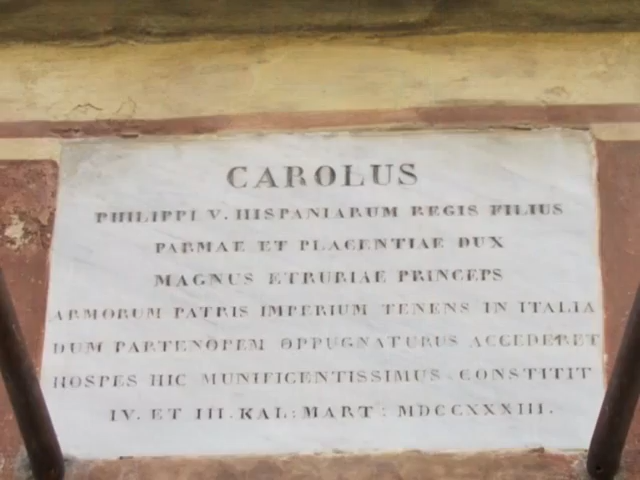 CAROLUS
PHILIPPI V. HISPANIARUM REGIS FILIUS
PARMAE ET PLACENTIAE DUX
MAGNUS ETRURIAE PRINCEPS
ARMORUM PATRIS IMPERIUM TENENS IN ITALIA
DUM PARTENOPEM OPPUGNATURUS ACCEDERET
HOSPES HIC MUNIFICENTISSIMUS CONSTITIT
IV. ET III. KAL: MART: MDCCXXXIII.